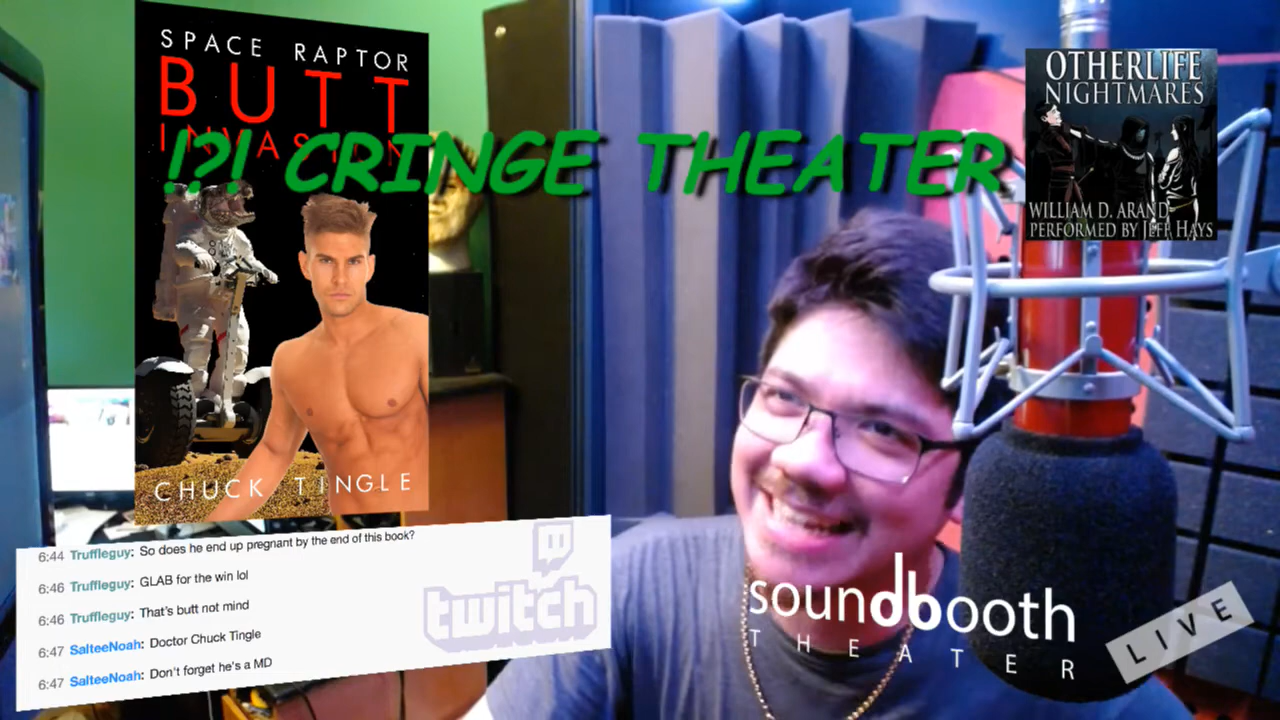 SPACE RAPTOR
BUTT
INVASION
!?! CRINGE THEATER
CHUCK TINGLE
OTHERLIFE
NIGHTMARES
WILLIAM D. ARAND
PERFORMED BY JEFF HAYS
6:44 Truffleguy: So does he end up pregnant by the end of this book?
6:46 Truffleguy: GLAB for the win lol
6:46 Truffleguy: That's butt not mind
6:47 SalteeNoah: Doctor Chuck Tingle
6:47 SalteeNoah: Don't forget he's a MD
twitch
soundbooth
THEATER
LIVE